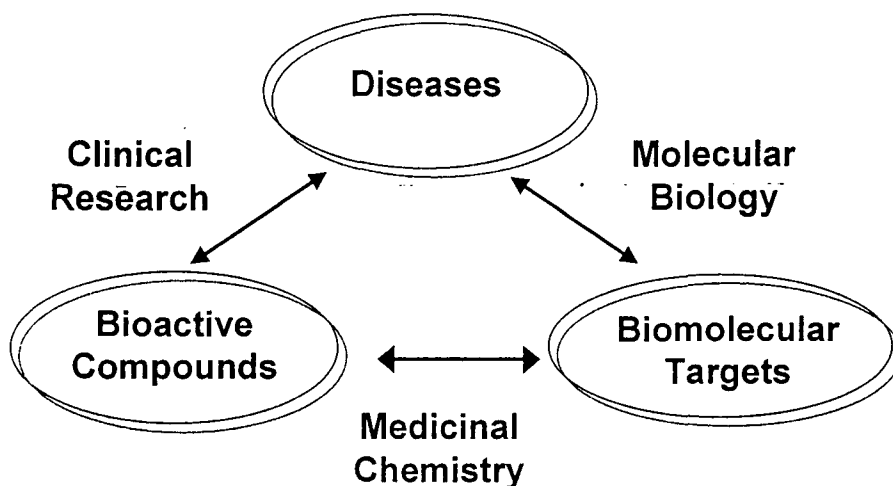 Diseases
Clinical
Research
Molecular
Biology
Bioactive
Compounds
Biomolecular
Targets
Medicinal
Chemistry